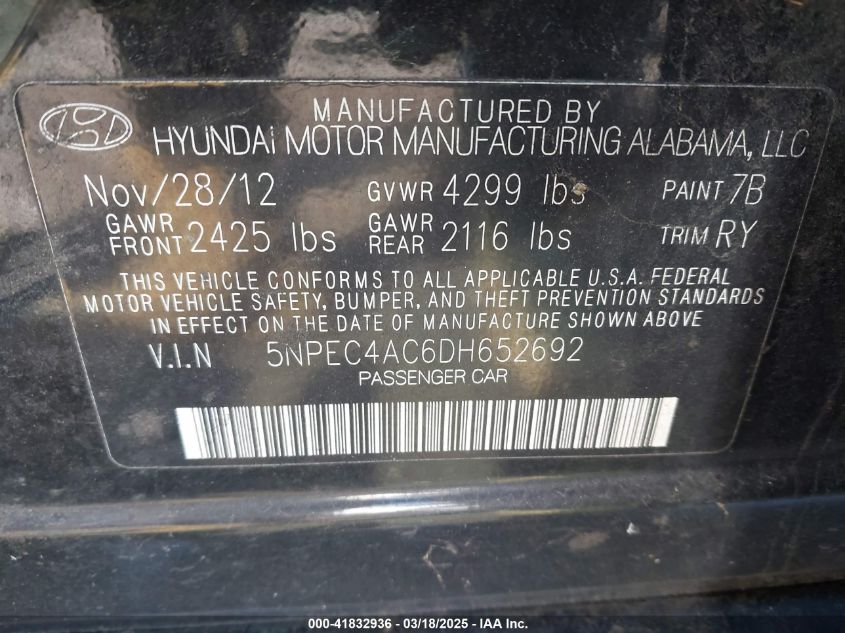 MANUFACTURED BY
HYUNDAI MOTOR MANUFACTURING ALABAMA, LLC
Nov/28/12 GVWR 4299 lbs PAINT 7B
GAWR FRONT 2425 lbs GAWR REAR 2116 lbs TRIM RY
THIS VEHICLE CONFORMS TO ALL APPLICABLE U.S.A. FEDERAL
MOTOR VEHICLE SAFETY, BUMPER, AND THEFT PREVENTION STANDARDS
IN EFFECT ON THE DATE OF MANUFACTURE SHOWN ABOVE.
V.I.N 5NPEC4AC6DH652692
PASSENGER CAR
000-41832936 - 03/18/2025 - IAA Inc.